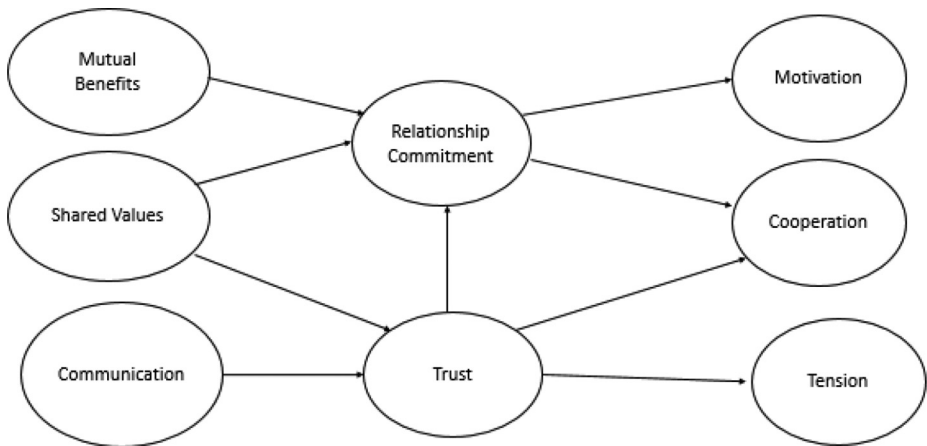 Mutual
Benefits
Motivation
Relationship
Commitment
Shared Values
Cooperation
Communication
Trust
Tension